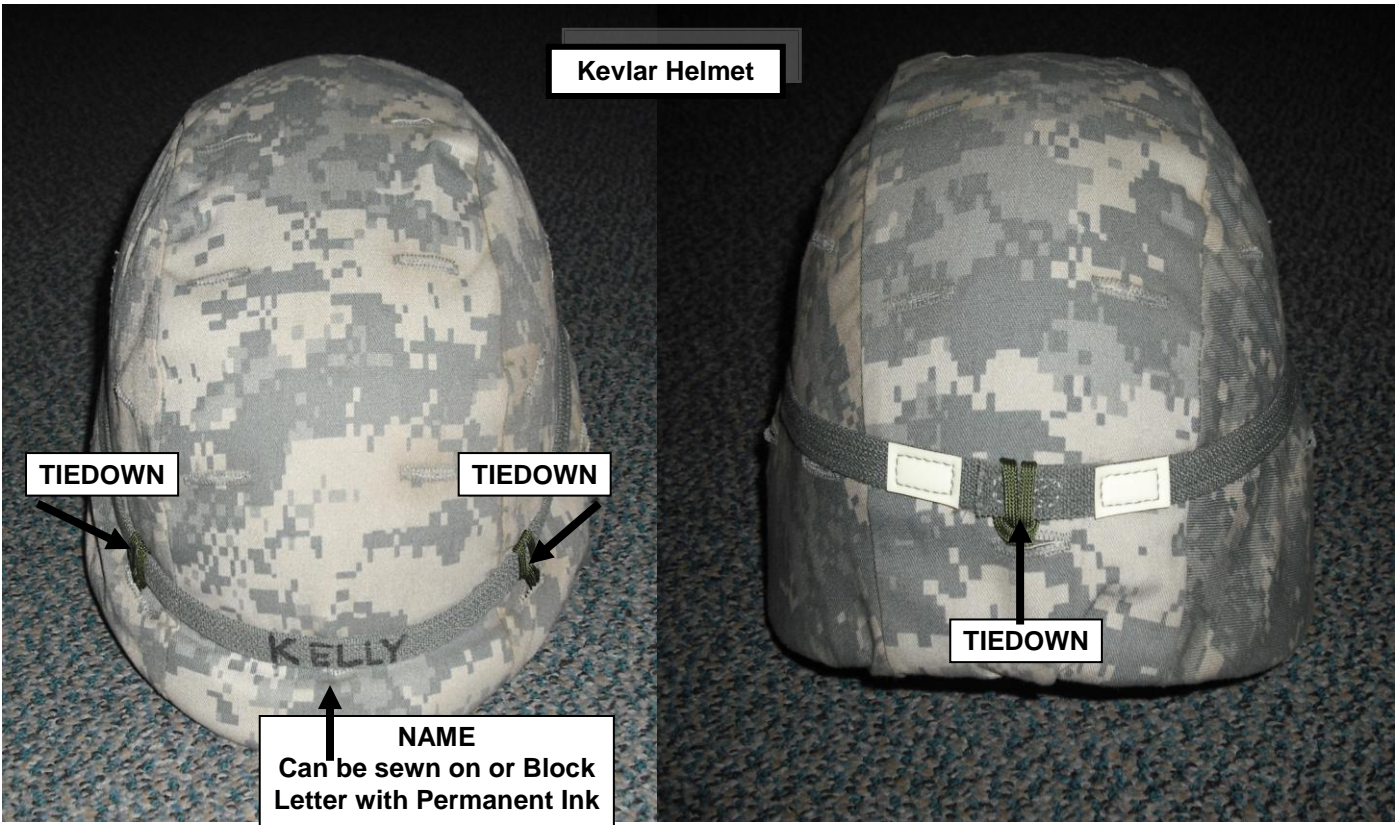 Kevlar Helmet
TIEDOWN
TIEDOWN
KELLY
NAME
Can be sewn on or Block
Letter with Permanent Ink
TIEDOWN